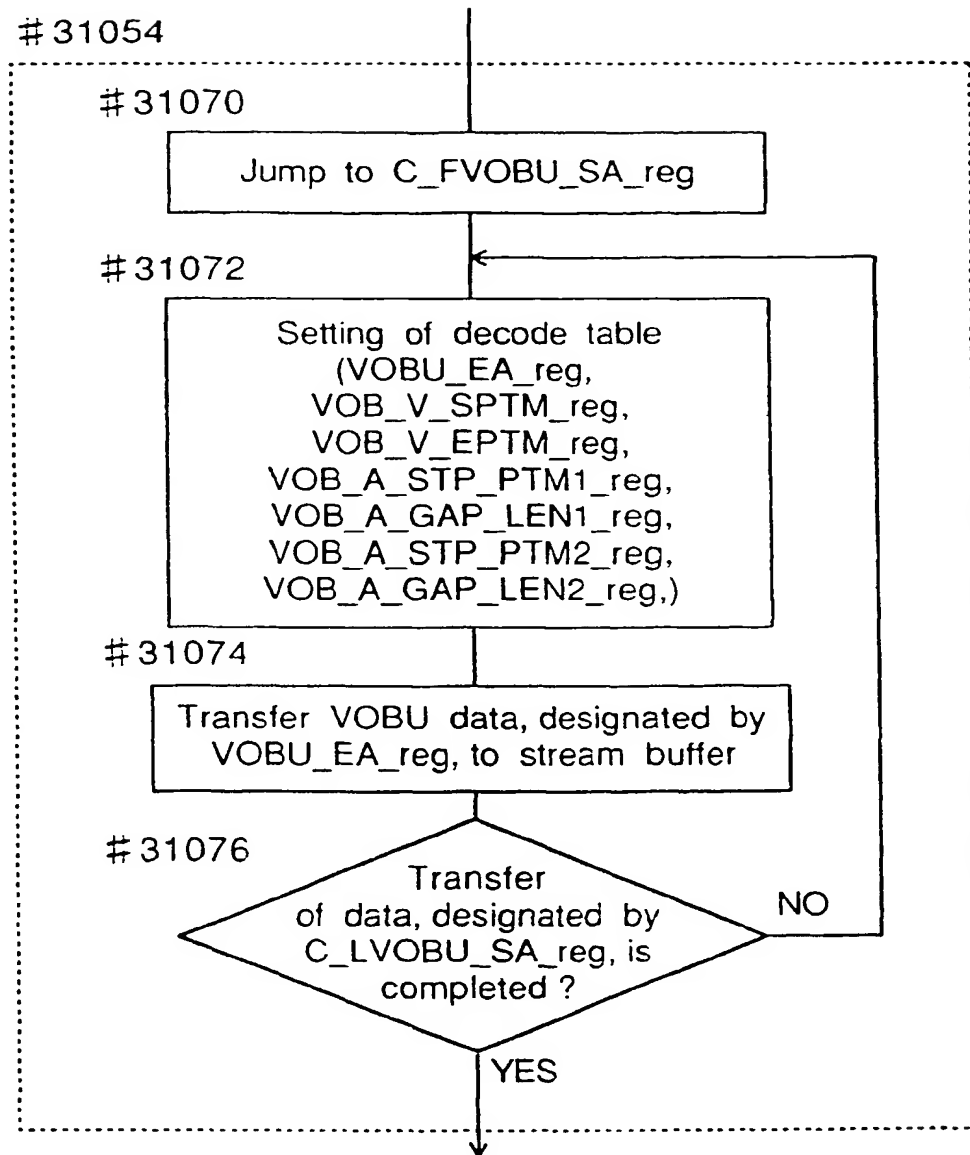 #31054
#31070
Jump to C_FVOBU_SA_reg
#31072
Setting of decode table
(VOBU_EA_reg,
VOB_V_SPTM_reg,
VOB_V_EPTM_reg,
VOB_A_STP_PTM1_reg,
VOB_A_GAP_LEN1_reg,
VOB_A_STP_PTM2_reg,
VOB_A_GAP_LEN2_reg,)
#31074
Transfer VOBU data, designated by
VOBU_EA_reg, to stream buffer
#31076
Transfer
of data, designated by
C_LVOBU_SA_reg, is
completed ?
NO
YES